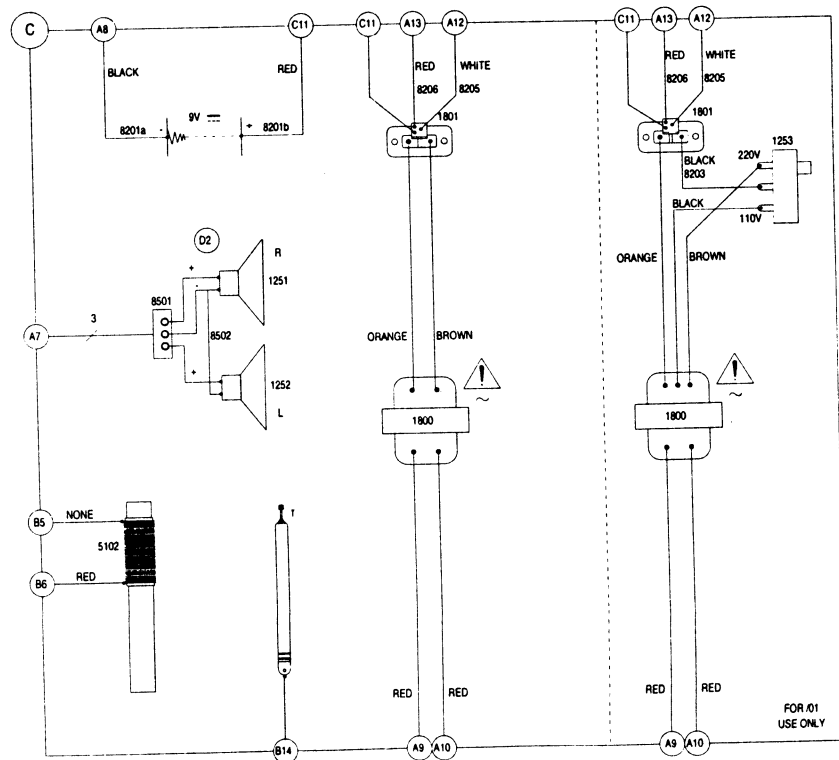 C
A8
C11
C11
A13
A12
C11
A13
A12
BLACK
RED
RED
WHITE
RED
WHITE
8206
8205
8206
8205
9V
8201a
-
+
8201b
1801
1801
1253
BLACK
8203
220V
BLACK
110V
D2
R
+
-
1251
ORANGE
BROWN
8501
3
8502
A7
ORANGE
BROWN
+
1252
L
!
~
!
~
1800
1800
B5
NONE
5102
T
B6
RED
RED
RED
RED
RED
FOR /01
USE ONLY
B14
A9
A10
A9
A10